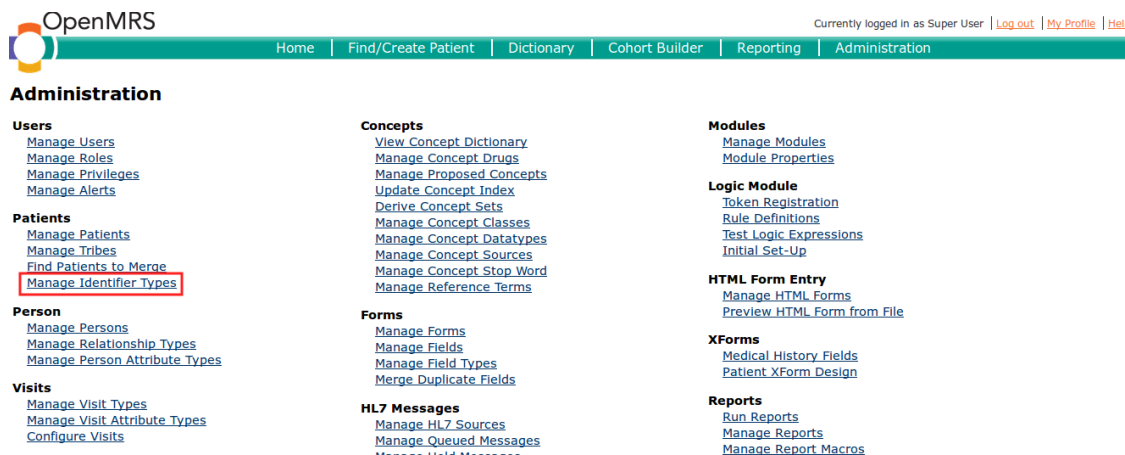 OpenMRS
Currently logged in as Super User | Log out | My Profile | Hel
Home | Find/Create Patient | Dictionary | Cohort Builder | Reporting | Administration
Administration
Users
Manage Users
Manage Roles
Manage Privileges
Manage Alerts
Patients
Manage Patients
Manage Tribes
Find Patients to Merge
Manage Identifier Types
Person
Manage Persons
Manage Relationship Types
Manage Person Attribute Types
Visits
Manage Visit Types
Manage Visit Attribute Types
Configure Visits
Concepts
View Concept Dictionary
Manage Concept Drugs
Manage Proposed Concepts
Update Concept Index
Derive Concept Sets
Manage Concept Classes
Manage Concept Datatypes
Manage Concept Sources
Manage Concept Stop Word
Manage Reference Terms
Forms
Manage Forms
Manage Fields
Manage Field Types
Merge Duplicate Fields
HL7 Messages
Manage HL7 Sources
Manage Queued Messages
Manage Held Messages
Modules
Manage Modules
Module Properties
Logic Module
Token Registration
Rule Definitions
Test Logic Expressions
Initial Set-Up
HTML Form Entry
Manage HTML Forms
Preview HTML Form from File
XForms
Medical History Fields
Patient XForm Design
Reports
Run Reports
Manage Reports
Manage Report Macros